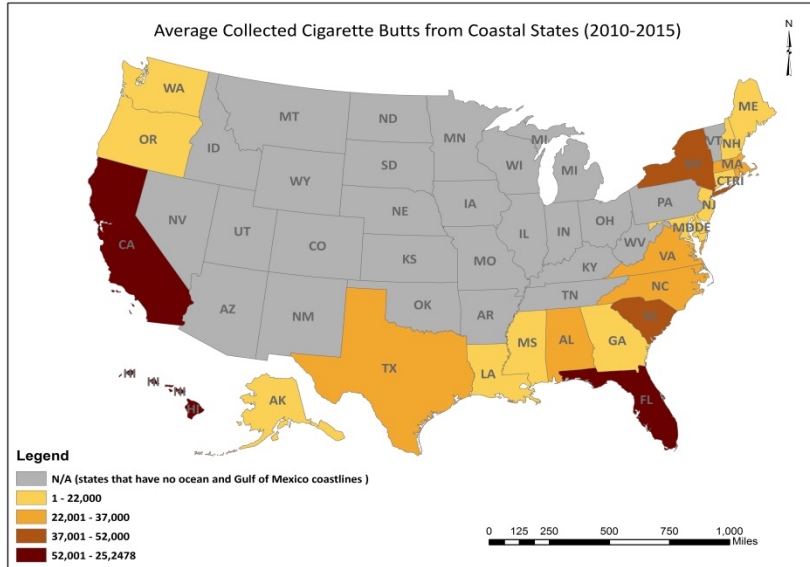 Average Collected Cigarette Butts from Coastal States (2010-2015)
N
WA
MT
ND
MN
MI
ME
VT
NH
OR
ID
SD
WI
MI
NY
MA
WY
CT
RI
IA
PA
NJ
NE
NV
UT
IL
IN
OH
MD
DE
CA
CO
WV
KS
MO
KY
VA
TN
NC
AZ
NM
OK
AR
SC
MS
AL
GA
TX
LA
HI
HI
HI
HI
AK
FL
Legend
N/A (states that have no ocean and Gulf of Mexico coastlines )
1 - 22,000
22,001 - 37,000
37,001 - 52,000
52,001 - 25,2478
0 125 250 500 750 1,000
Miles